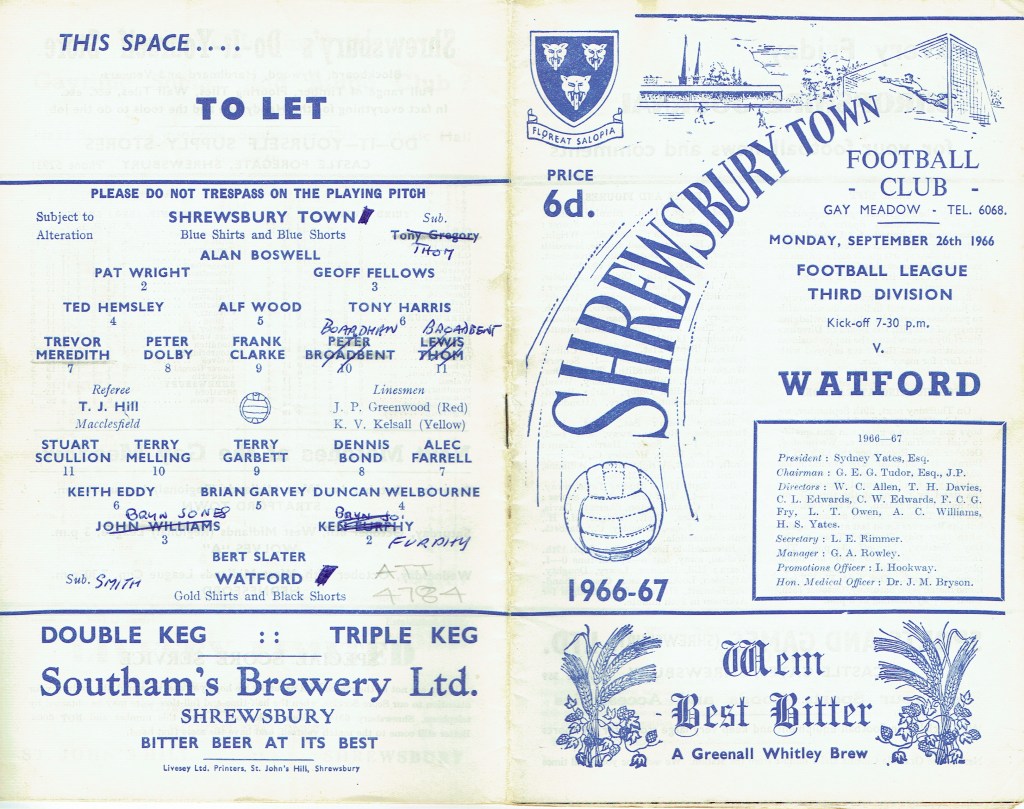 THIS SPACE....
TO LET
PLEASE DO NOT TRESPASS ON THE PLAYING PITCH
Subject to Alteration
SHREWSBURY TOWN
Blue Shirts and Blue Shorts
Sub.
Tony Gregory
THOM
ALAN BOSWELL
PAT WRIGHT GEOFF FELLOWS
2 3
TED HEMSLEY ALF WOOD TONY HARRIS
4 5 6
BOARDMAN BROADBENT
TREVOR MEREDITH PETER DOLBY FRANK CLARKE PETER BROADBENT LEWIS THOM
7 8 9 10 11
Referee
T. J. Hill
Macclesfield
Linesmen
J. P. Greenwood (Red)
K. V. Kelsall (Yellow)
STUART SCULLION TERRY MELLING TERRY GARBETT DENNIS BOND ALEC FARRELL
11 10 9 8 7
KEITH EDDY BRIAN GARVEY DUNCAN WELBOURNE
6 5 4
BRYN JONES
JOHN WILLIAMS KEN FURPHY
3 2
FURPHY
BERT SLATER
Sub. SMITH
WATFORD
Gold Shirts and Black Shorts
ATT
4784
DOUBLE KEG :: TRIPLE KEG
Southam's Brewery Ltd.
SHREWSBURY
BITTER BEER AT ITS BEST
Livesey Ltd. Printers, St. John's Hill, Shrewsbury
FLOREAT SALOPIA
PRICE
6d.
SHREWSBURY TOWN
FOOTBALL
- CLUB -
GAY MEADOW - TEL. 6068.
MONDAY, SEPTEMBER 26th 1966
FOOTBALL LEAGUE
THIRD DIVISION
Kick-off 7-30 p.m.
V.
WATFORD
1966—67
President : Sydney Yates, Esq.
Chairman : G. E. G. Tudor, Esq., J.P.
Directors : W. C. Allen, T. H. Davies,
C. L. Edwards, C. W. Edwards, F. C. G.
Fry, L. T. Owen, A. C. Williams,
H. S. Yates.
Secretary : L. E. Rimmer.
Manager : G. A. Rowley.
Promotions Officer : I. Hookway.
Hon. Medical Officer : Dr. J. M. Bryson.
1966-67
Wem
Best Bitter
A Greenall Whitley Brew